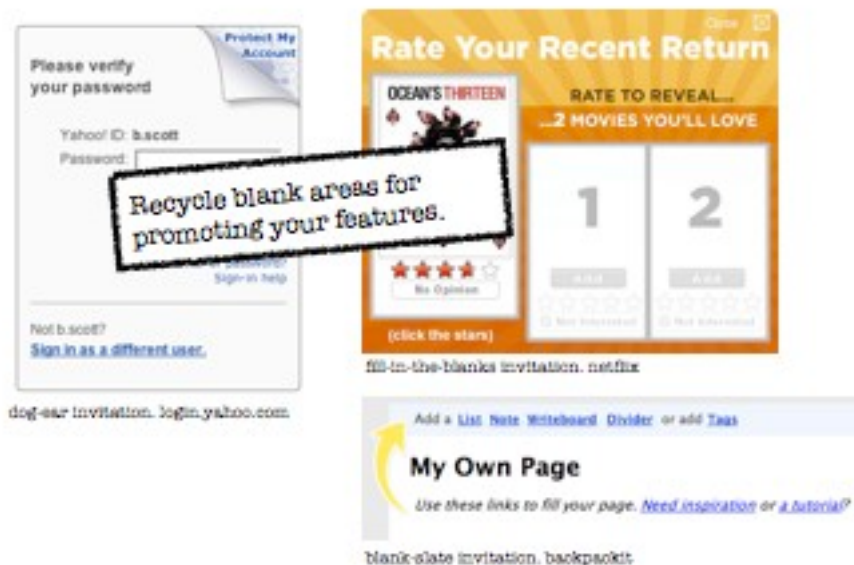 Protect My
Account
Please verify
your password
Yahoo! ID: b.scott
Password:
Sign-in help
Not b.scott?
Sign in as a different user.
dog-ear invitation. login.yahoo.com
Recycle blank areas for
promoting your features.
Close
Rate Your Recent Return
OCEAN'S THIRTEEN
RATE TO REVEAL...
...2 MOVIES YOU'LL LOVE
1
2
Add
Add
No Opinion
Not Interested
Not Interested
(click the stars)
fill-in-the-blanks invitation. netflix
Add a List Note Writeboard Divider or add Tags
My Own Page
Use these links to fill your page. Need inspiration or a tutorial?
blank-slate invitation. backpackit